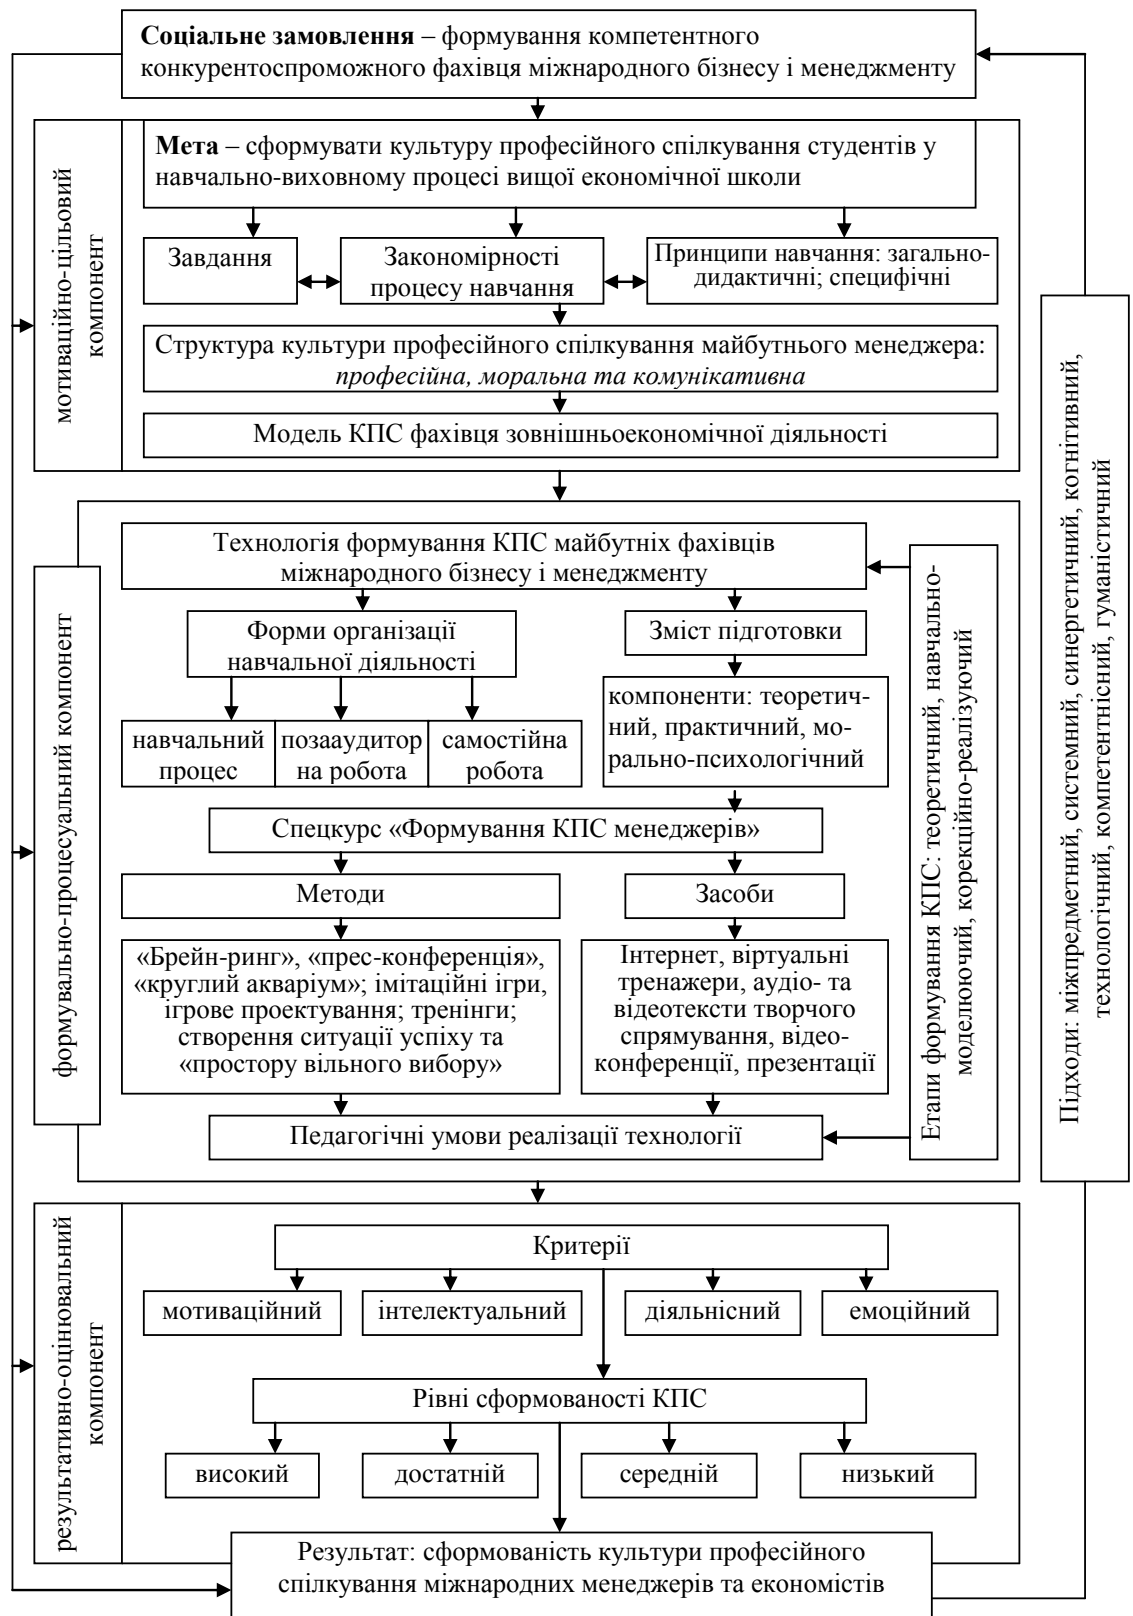 Соціальне замовлення – формування компетентного
конкурентоспроможного фахівця міжнародного бізнесу і менеджменту
мотиваційно-цільовий
компонент
Мета – сформувати культуру професійного спілкування студентів у
навчально-виховному процесі вищої економічної школи
Завдання
Закономірності
процесу навчання
Принципи навчання: загально-
дидактичні; специфічні
Структура культури професійного спілкування майбутнього менеджера:
професійна, моральна та комунікативна
Модель КПС фахівця зовнішньоекономічної діяльності
формувально-процесуальний компонент
Технологія формування КПС майбутніх фахівців
міжнародного бізнесу і менеджменту
Форми організації
навчальної діяльності
Зміст підготовки
навчальний
процес
позааудитор
на робота
самостійна
робота
компоненти: теоретич-
ний, практичний, мо-
рально-психологічний
Спецкурс «Формування КПС менеджерів»
Методи
Засоби
«Брейн-ринг», «прес-конференція»,
«круглий акваріум»; імітаційні ігри,
ігрове проектування; тренінги;
створення ситуації успіху та
«простору вільного вибору»
Інтернет, віртуальні
тренажери, аудіо- та
відеотексти творчого
спрямування, відео-
конференції, презентації
Педагогічні умови реалізації технології
Етапи формування КПС: теоретичний, навчально-
моделюючий, корекційно-реалізуючий
Підходи: міжпредметний, системний, синергетичний, когнітивний,
технологічний, компетентнісний, гуманістичний
результативно-оцінювальний
компонент
Критерії
мотиваційний
інтелектуальний
діяльнісний
емоційний
Рівні сформованості КПС
високий
достатній
середній
низький
Результат: сформованість культури професійного
спілкування міжнародних менеджерів та економістів